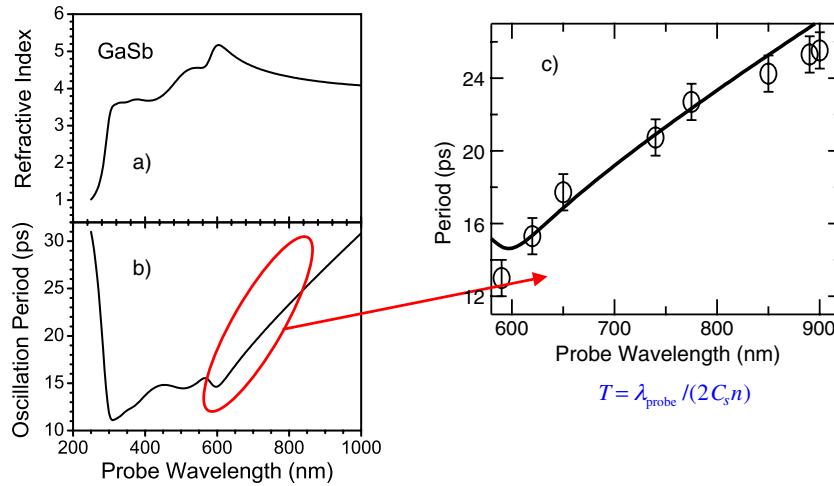 GaSb
a)
Refractive Index
6
5
4
3
2
1
b)
Oscillation Period (ps)
30
25
20
15
10
200 400 600 800 1000
Probe Wavelength (nm)
c)
Period (ps)
24
20
16
12
600 700 800 900
Probe Wavelength (nm)
T = λprobe /(2Csn)